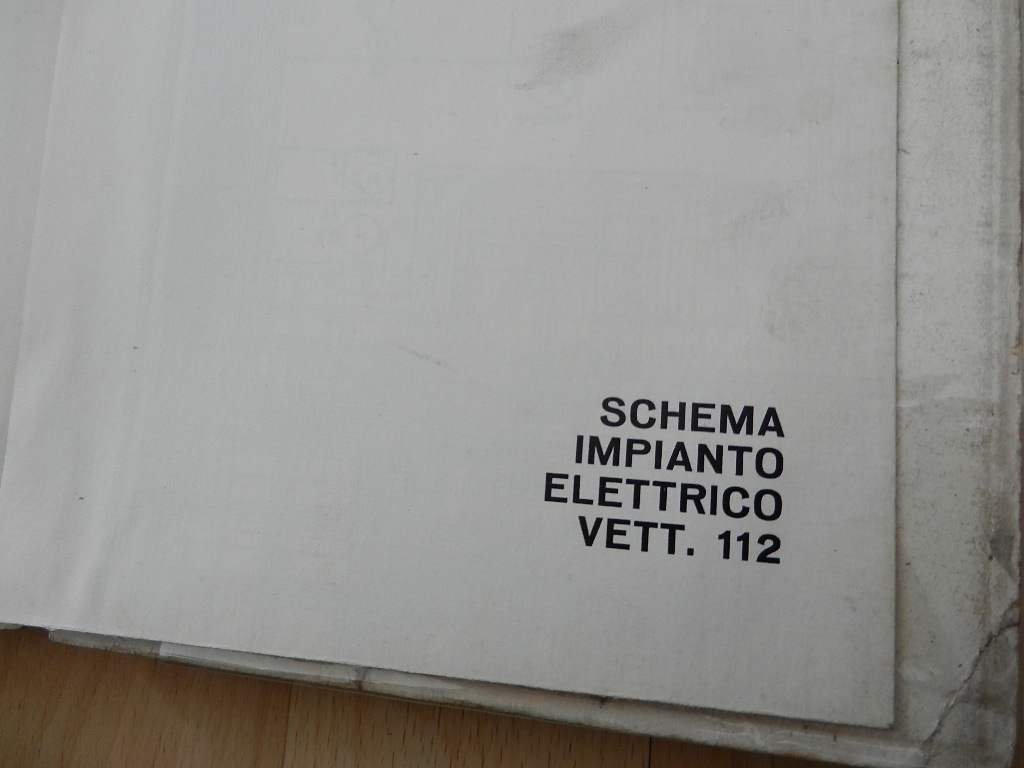 SCHEMA
IMPIANTO
ELETTRICO
VETT. 112